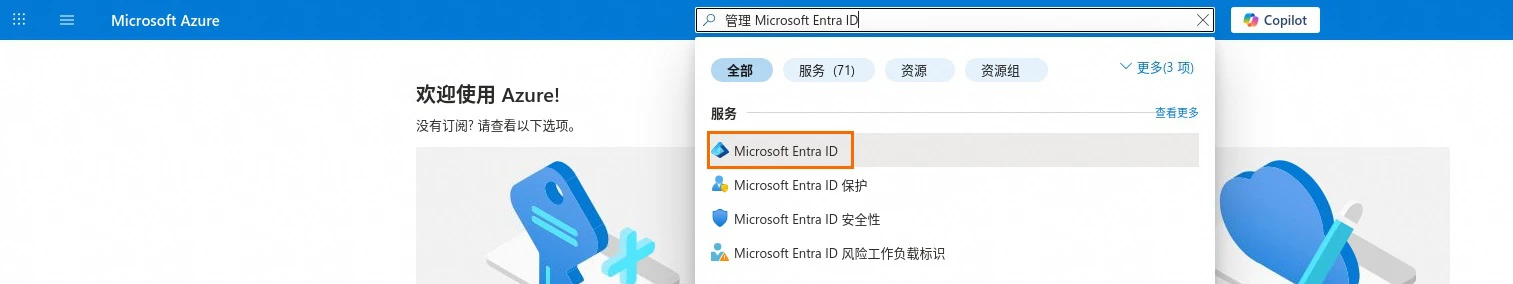 Microsoft Azure
管理 Microsoft Entra ID
Copilot
全部 服务 (71) 资源 资源组 更多(3 项)
欢迎使用 Azure!
没有订阅? 请查看以下选项。
服务 查看更多
Microsoft Entra ID
Microsoft Entra ID 保护
Microsoft Entra ID 安全性
Microsoft Entra ID 风险工作负载标识